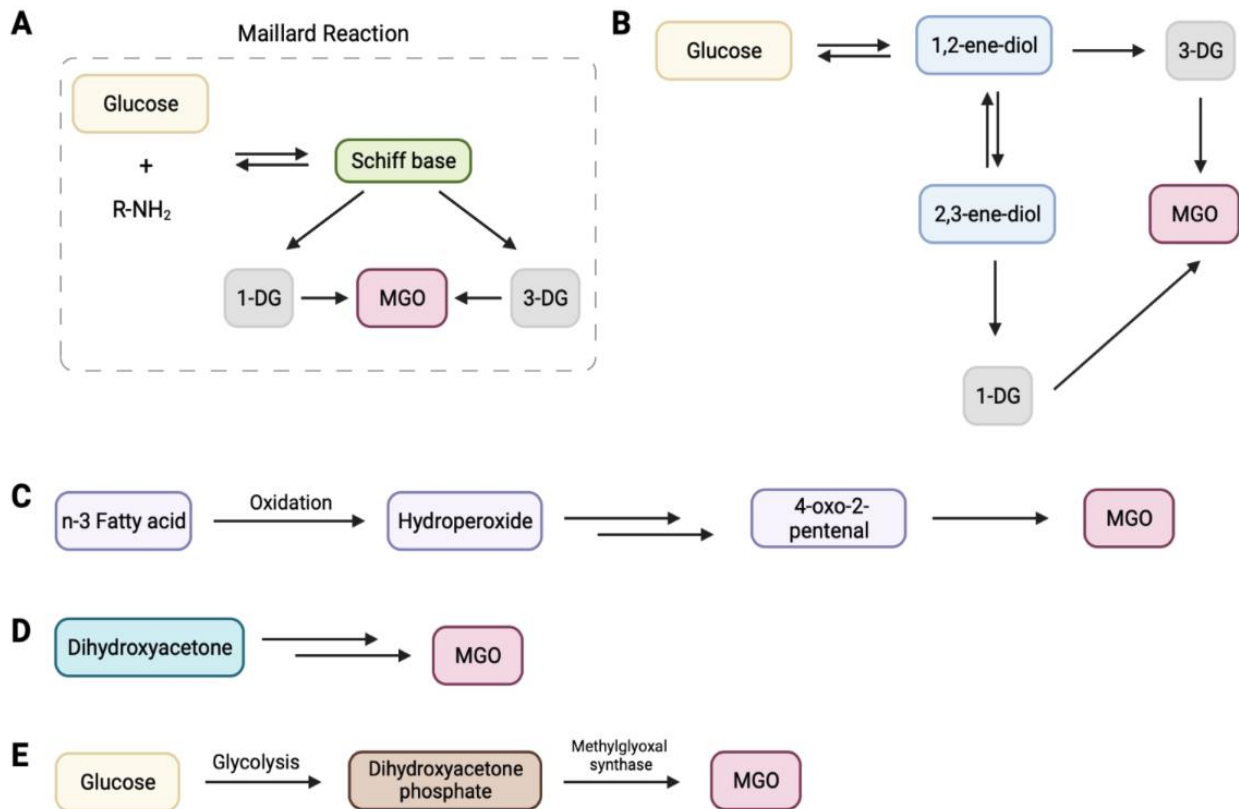 A
Maillard Reaction
Glucose
+
R-NH₂
Schiff base
1-DG
MGO
3-DG
B
Glucose
1,2-ene-diol
3-DG
2,3-ene-diol
MGO
1-DG
C
n-3 Fatty acid
Oxidation
Hydroperoxide
4-oxo-2-
pentenal
MGO
D
Dihydroxyacetone
MGO
E
Glucose
Glycolysis
Dihydroxyacetone
phosphate
Methylglyoxal
synthase
MGO